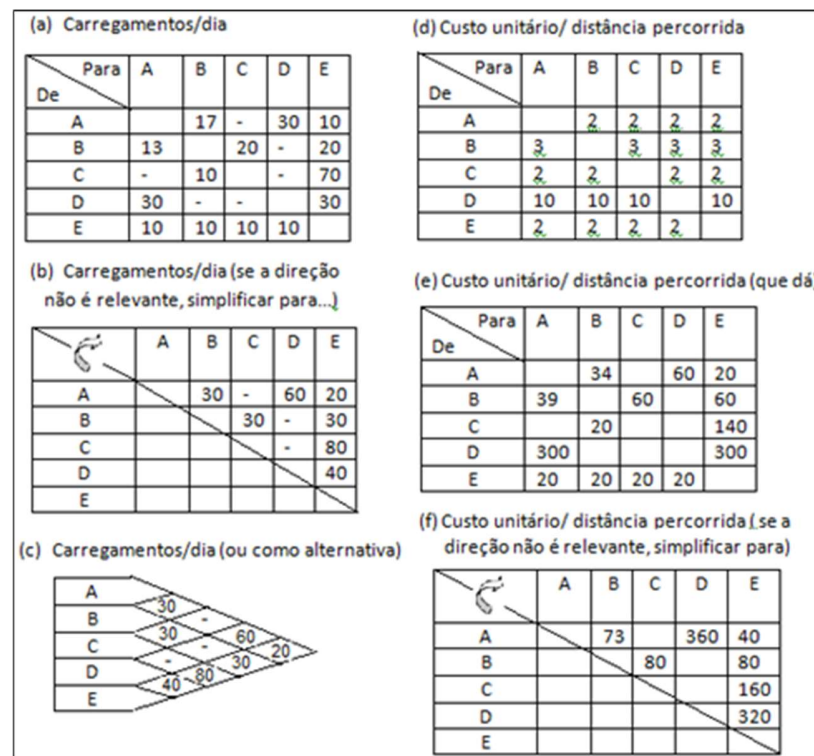 (a) Carregamentos/dia
Para A B C D E
De
A 17 - 30 10
B 13 20 - 20
C - 10 - 70
D 30 - - 30
E 10 10 10 10
(b) Carregamentos/dia (se a direção
não é relevante, simplificar para...)
A B C D E
A 30 - 60 20
B 30 - 30
C - 80
D 40
E
(c) Carregamentos/dia (ou como alternativa)
A
30
B -
30 60
C - 20
- 30
D 80
40
E
(d) Custo unitário/ distância percorrida
Para A B C D E
De
A 2 2 2 2
B 3 3 3 3
C 2 2 2 2
D 10 10 10 10
E 2 2 2 2
(e) Custo unitário/ distância percorrida (que dá)
Para A B C D E
De
A 34 60 20
B 39 60 60
C 20 140
D 300 300
E 20 20 20 20
(f) Custo unitário/ distância percorrida (se a
direção não é relevante, simplificar para)
A B C D E
A 73 360 40
B 80 80
C 160
D 320
E